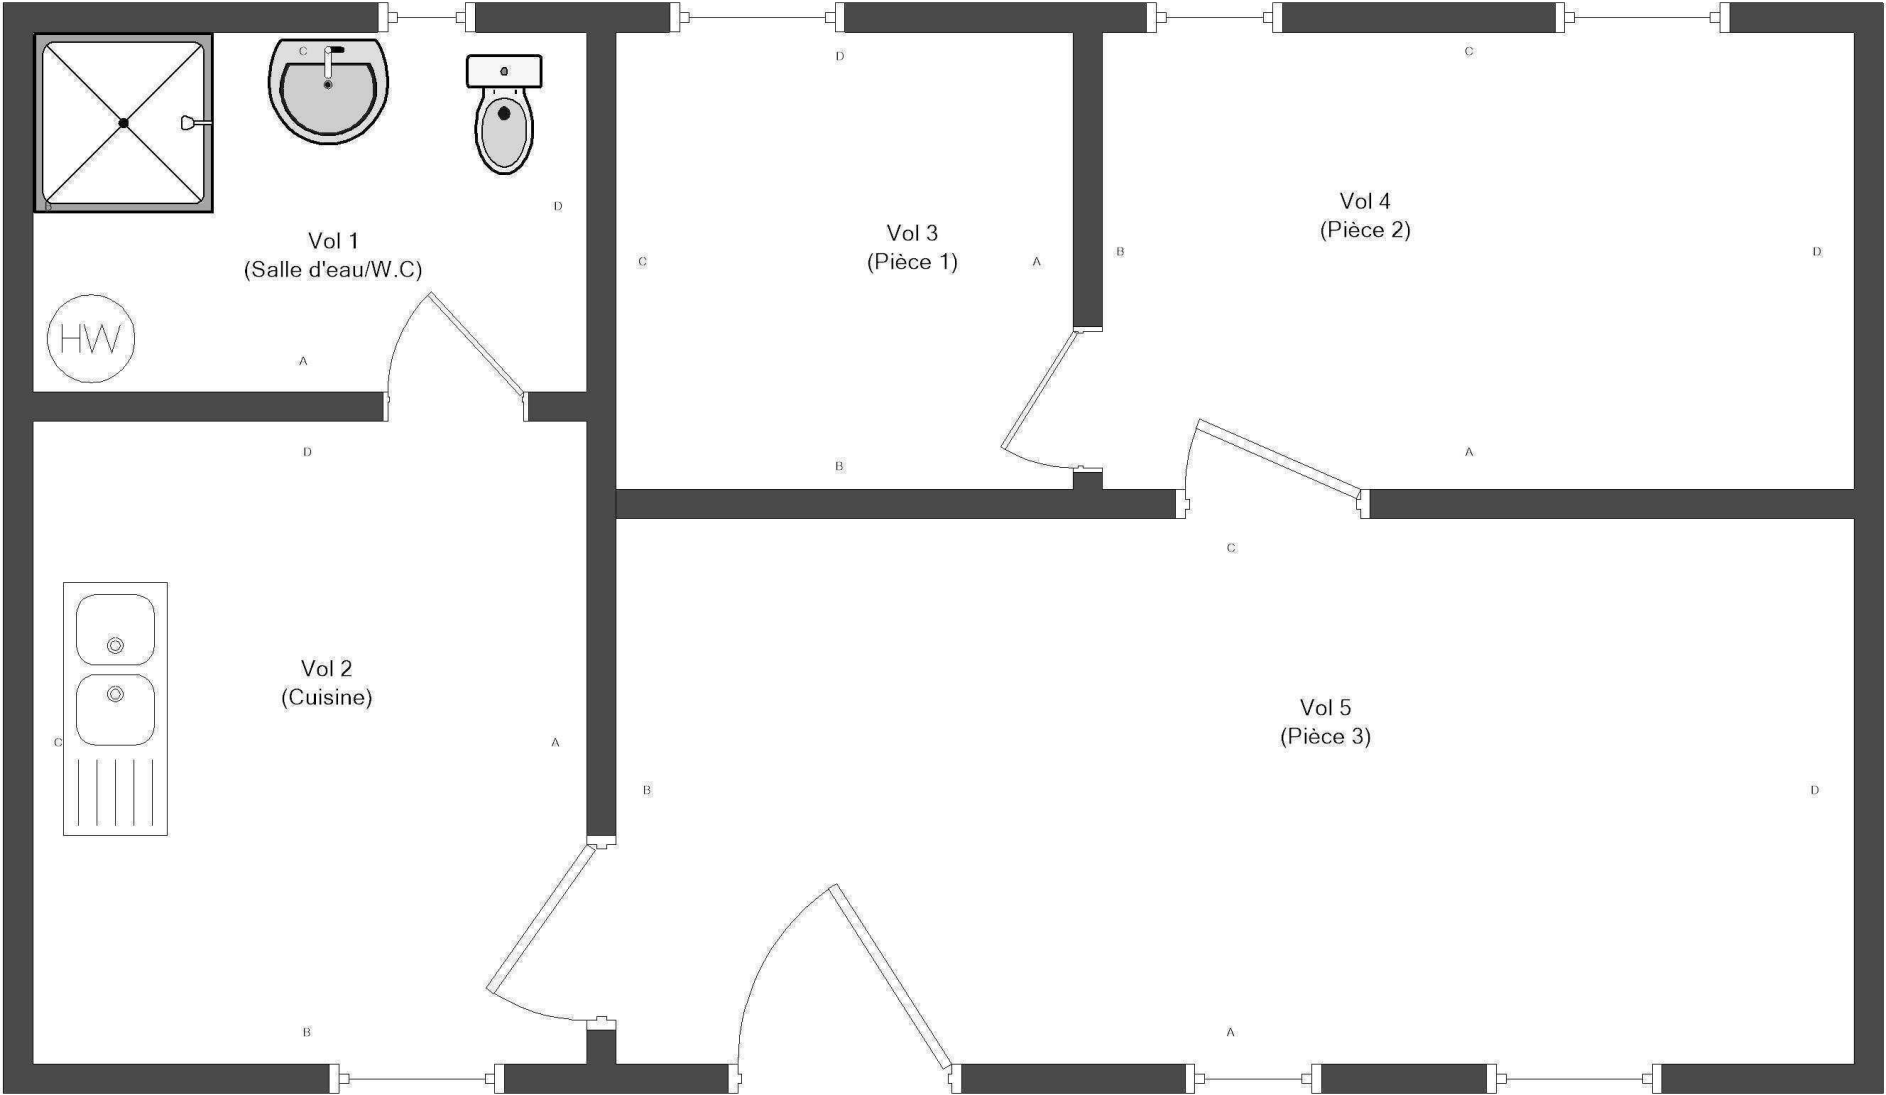 C
B
D
Vol 1
(Salle d'eau/W.C)
HW
A
D
C
Vol 3
(Pièce 1)
A
B
C
B
Vol 4
(Pièce 2)
D
A
D
Vol 2
(Cuisine)
C
A
B
C
Vol 5
(Pièce 3)
B
D
A